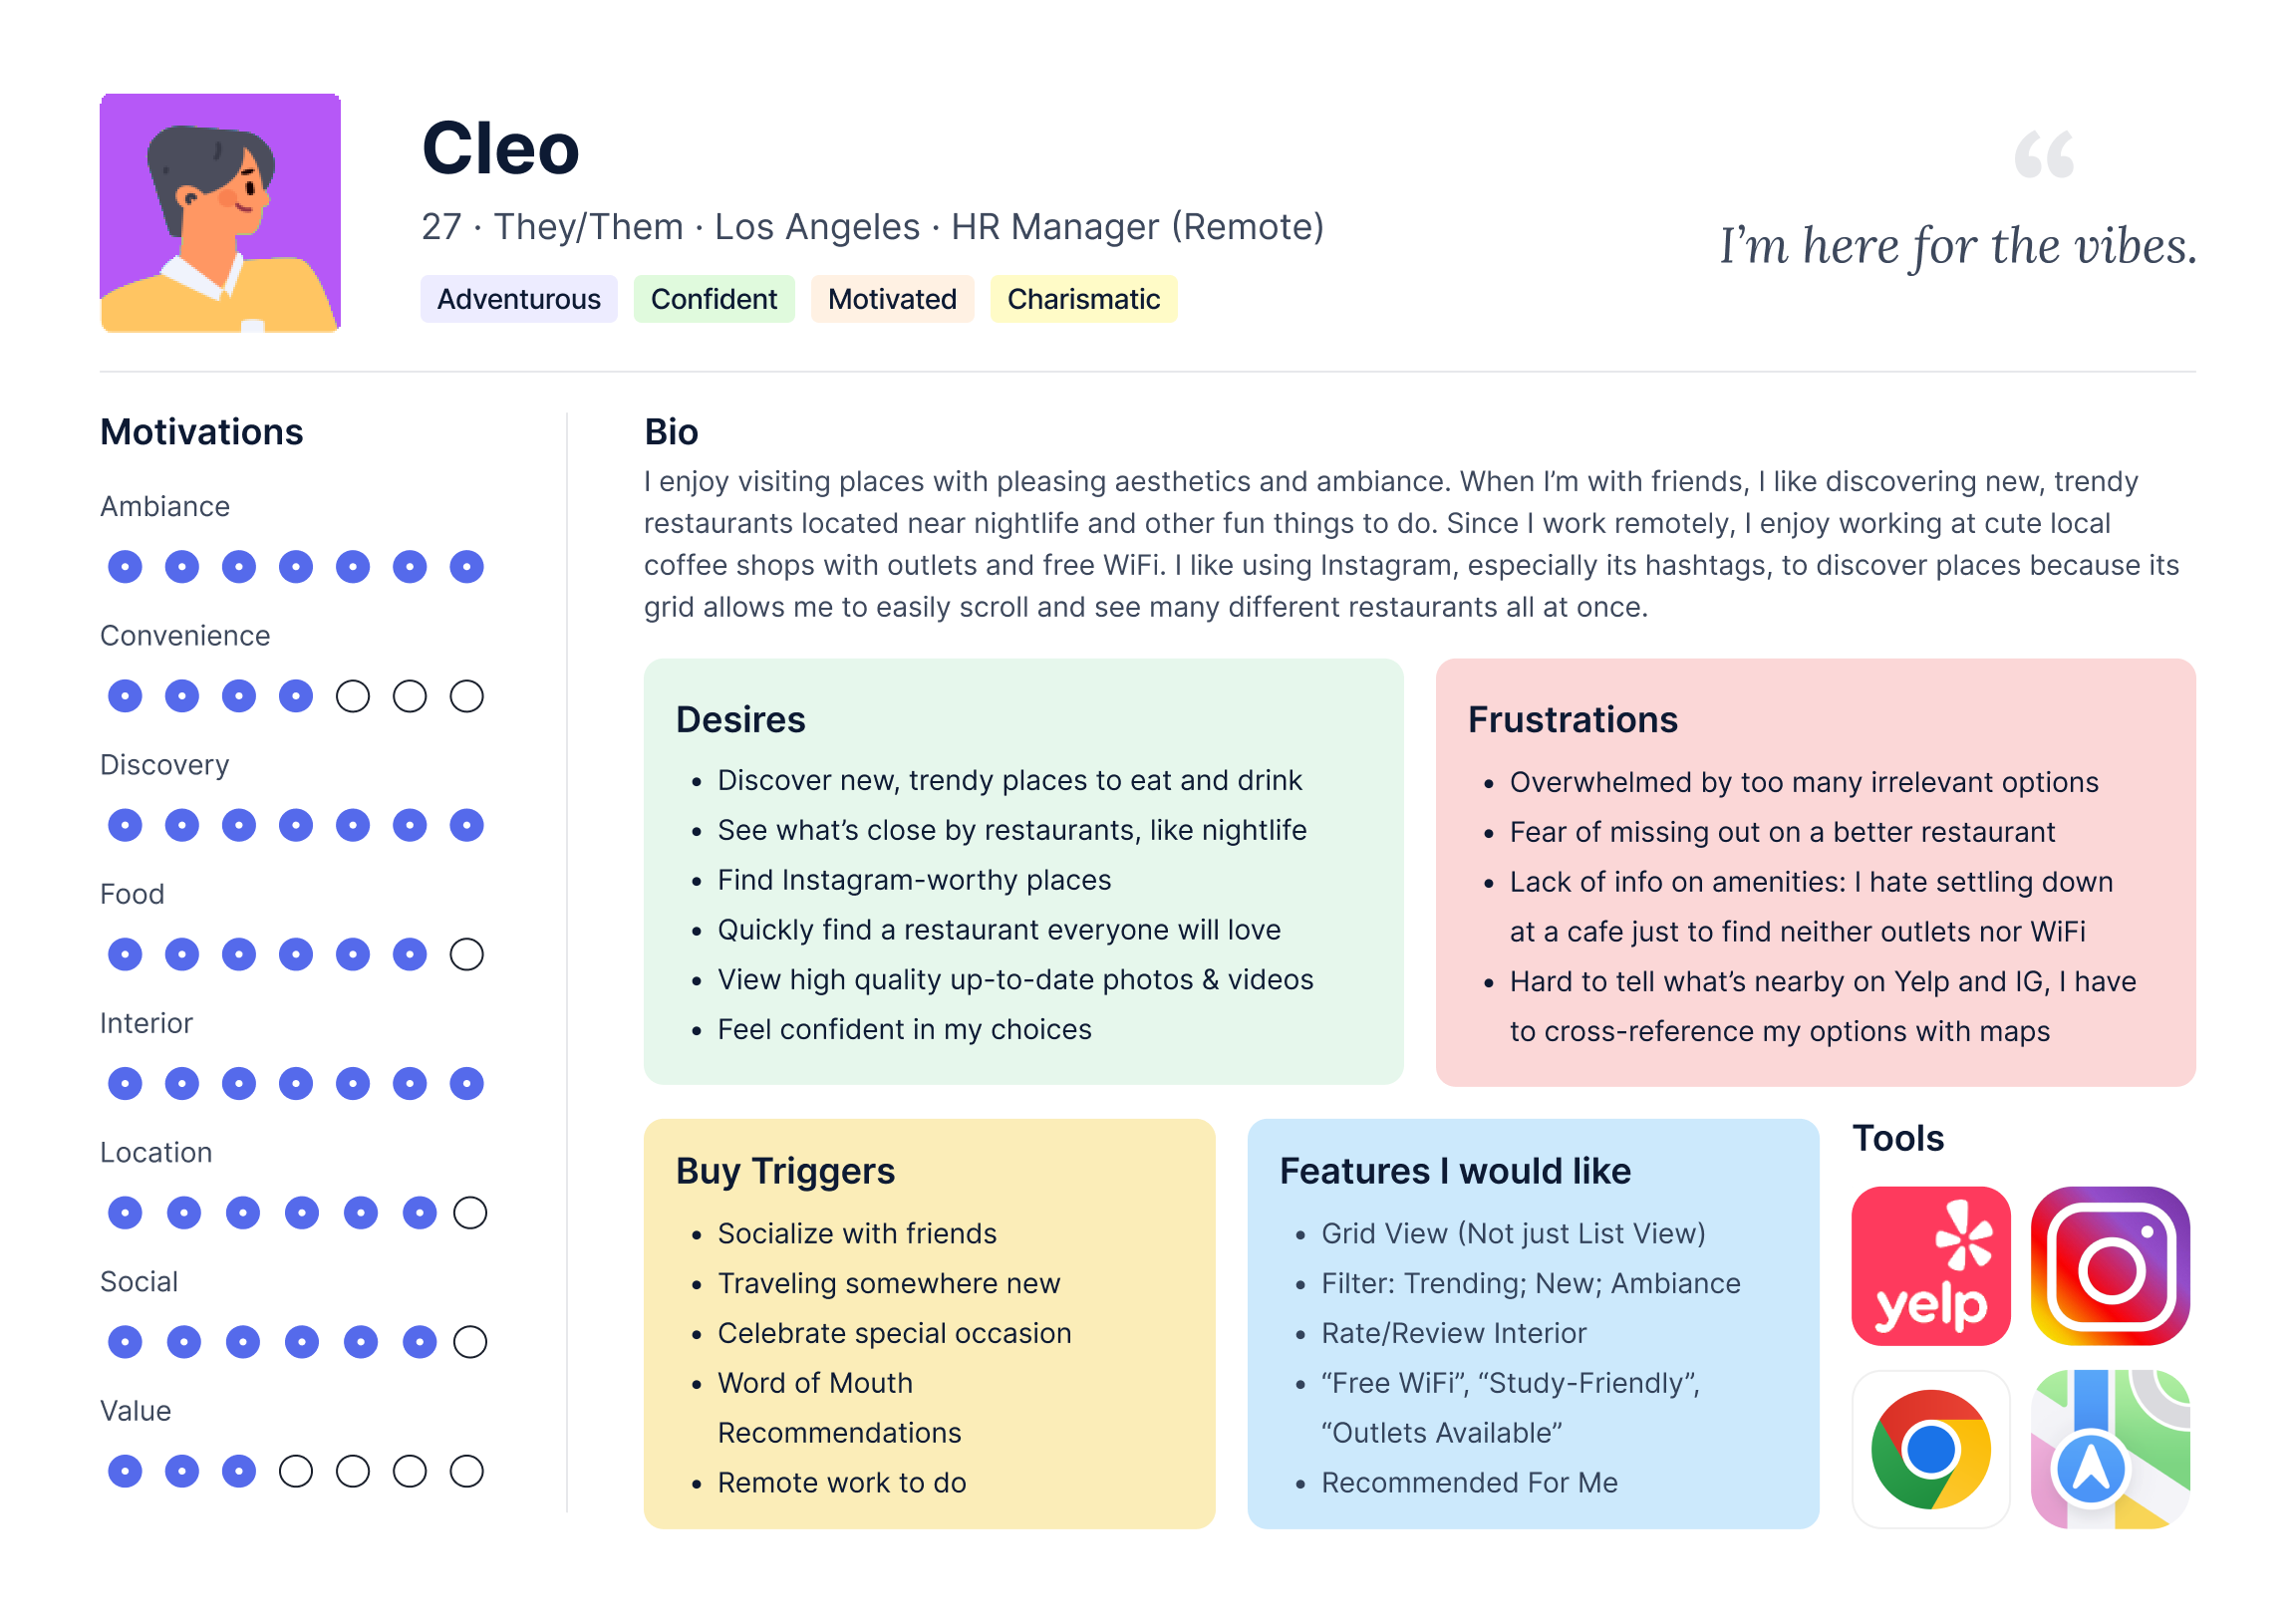 Cleo
27 · They/Them · Los Angeles · HR Manager (Remote)
Adventurous Confident Motivated Charismatic
“
I’m here for the vibes.
Motivations
Ambiance
Convenience
Discovery
Food
Interior
Location
Social
Value
Bio
I enjoy visiting places with pleasing aesthetics and ambiance. When I’m with friends, I like discovering new, trendy
restaurants located near nightlife and other fun things to do. Since I work remotely, I enjoy working at cute local
coffee shops with outlets and free WiFi. I like using Instagram, especially its hashtags, to discover places because its
grid allows me to easily scroll and see many different restaurants all at once.
Desires
• Discover new, trendy places to eat and drink
• See what’s close by restaurants, like nightlife
• Find Instagram-worthy places
• Quickly find a restaurant everyone will love
• View high quality up-to-date photos & videos
• Feel confident in my choices
Frustrations
• Overwhelmed by too many irrelevant options
• Fear of missing out on a better restaurant
• Lack of info on amenities: I hate settling down
at a cafe just to find neither outlets nor WiFi
• Hard to tell what’s nearby on Yelp and IG, I have
to cross-reference my options with maps
Buy Triggers
• Socialize with friends
• Traveling somewhere new
• Celebrate special occasion
• Word of Mouth
Recommendations
• Remote work to do
Features I would like
• Grid View (Not just List View)
• Filter: Trending; New; Ambiance
• Rate/Review Interior
• “Free WiFi”, “Study-Friendly”,
“Outlets Available”
• Recommended For Me
Tools
yelp